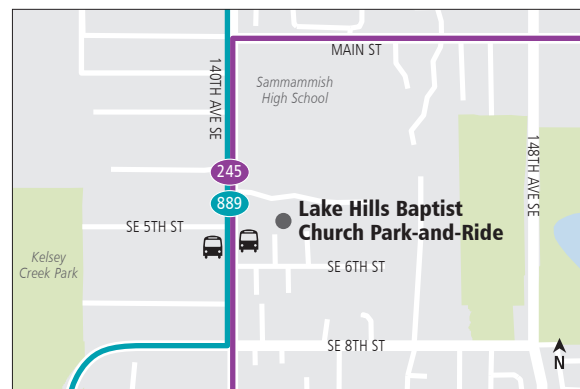 MAIN ST
140TH AVE SE
Sammammish
High School
148TH AVE SE
245
889
Lake Hills Baptist
Church Park-and-Ride
SE 5TH ST
Kelsey
Creek Park
SE 6TH ST
SE 8TH ST
N